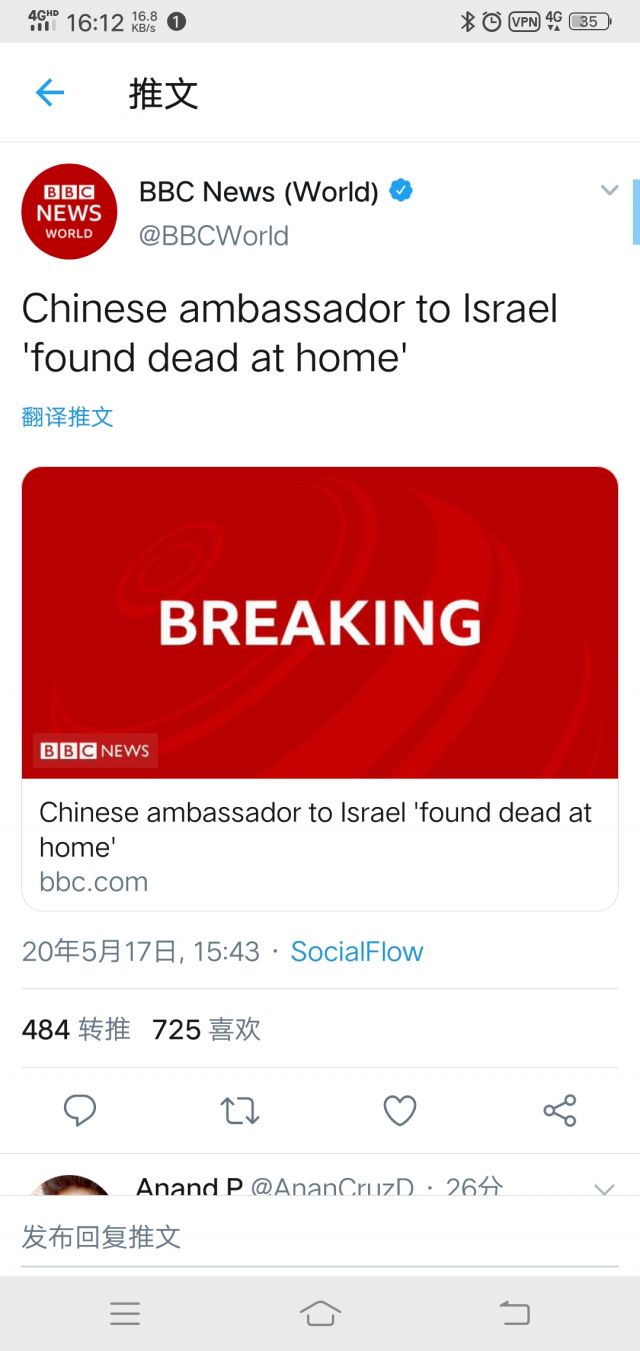 4GHD 16:12 16.8 KB/s 1 VPN 4G 35
推文
BBC
NEWS
WORLD
BBC News (World)
@BBCWorld
Chinese ambassador to Israel
'found dead at home'
翻译推文
BREAKING
BBC NEWS
Chinese ambassador to Israel 'found dead at
home'
bbc.com
20年5月17日, 15:43 · SocialFlow
484 转推 725 喜欢
Anand P @AnanCruzD · 26分
发布回复推文